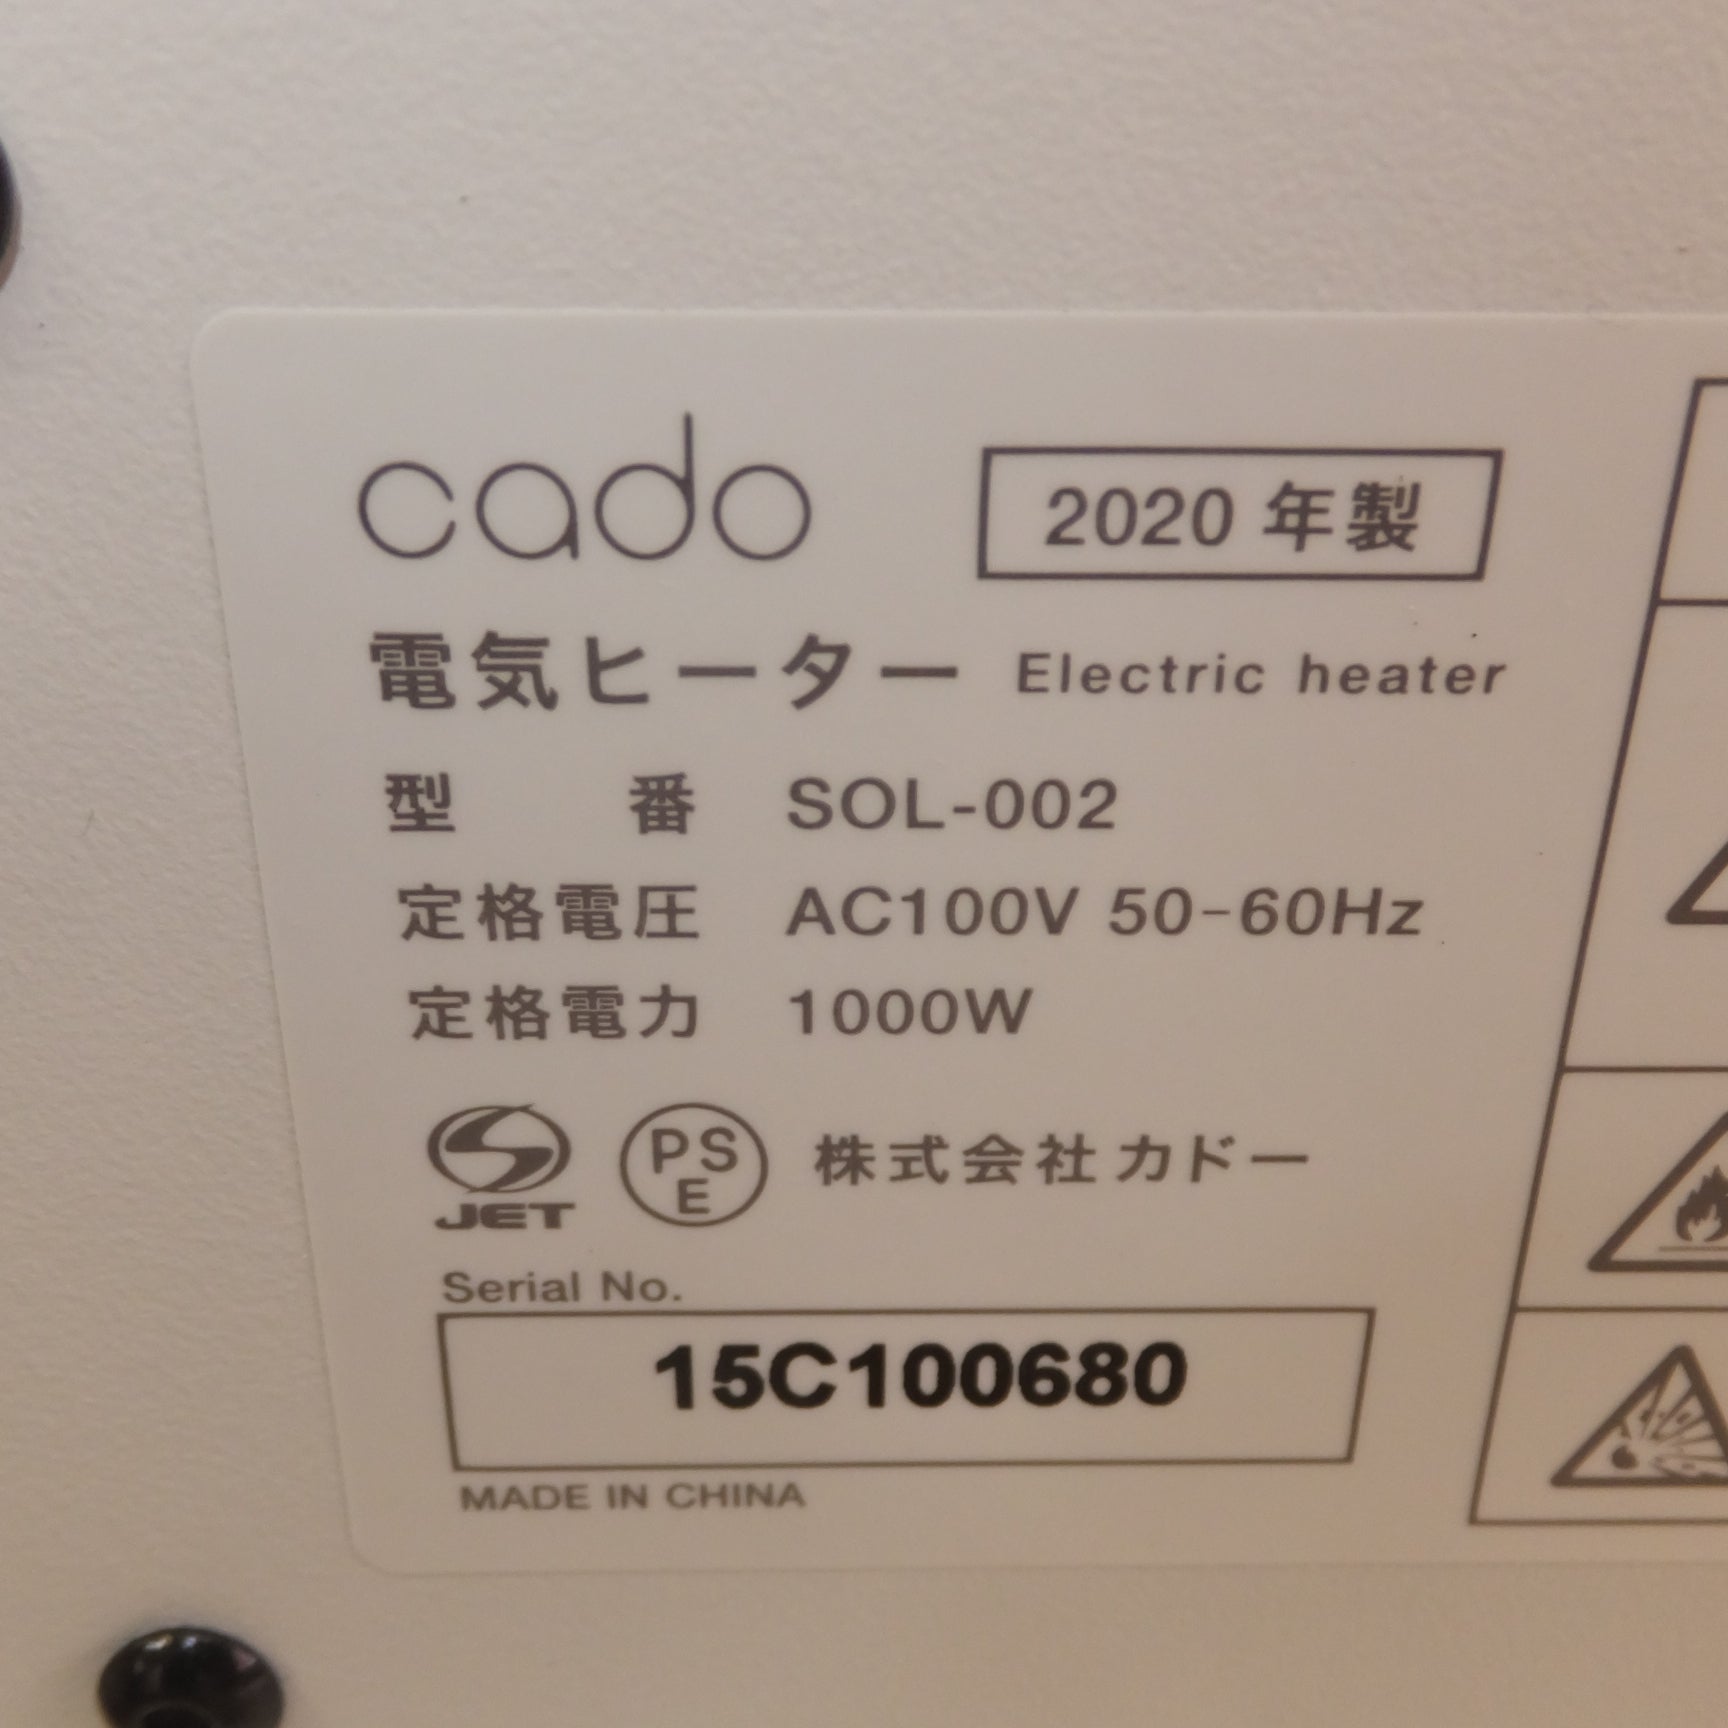 cado 2020 年製
電気ヒーター Electric heater
型 番 SOL-002
定格電圧 AC100V 50-60Hz
定格電力 1000W
JET PSE 株式会社カドー
Serial No.
15C100680
MADE IN CHINA